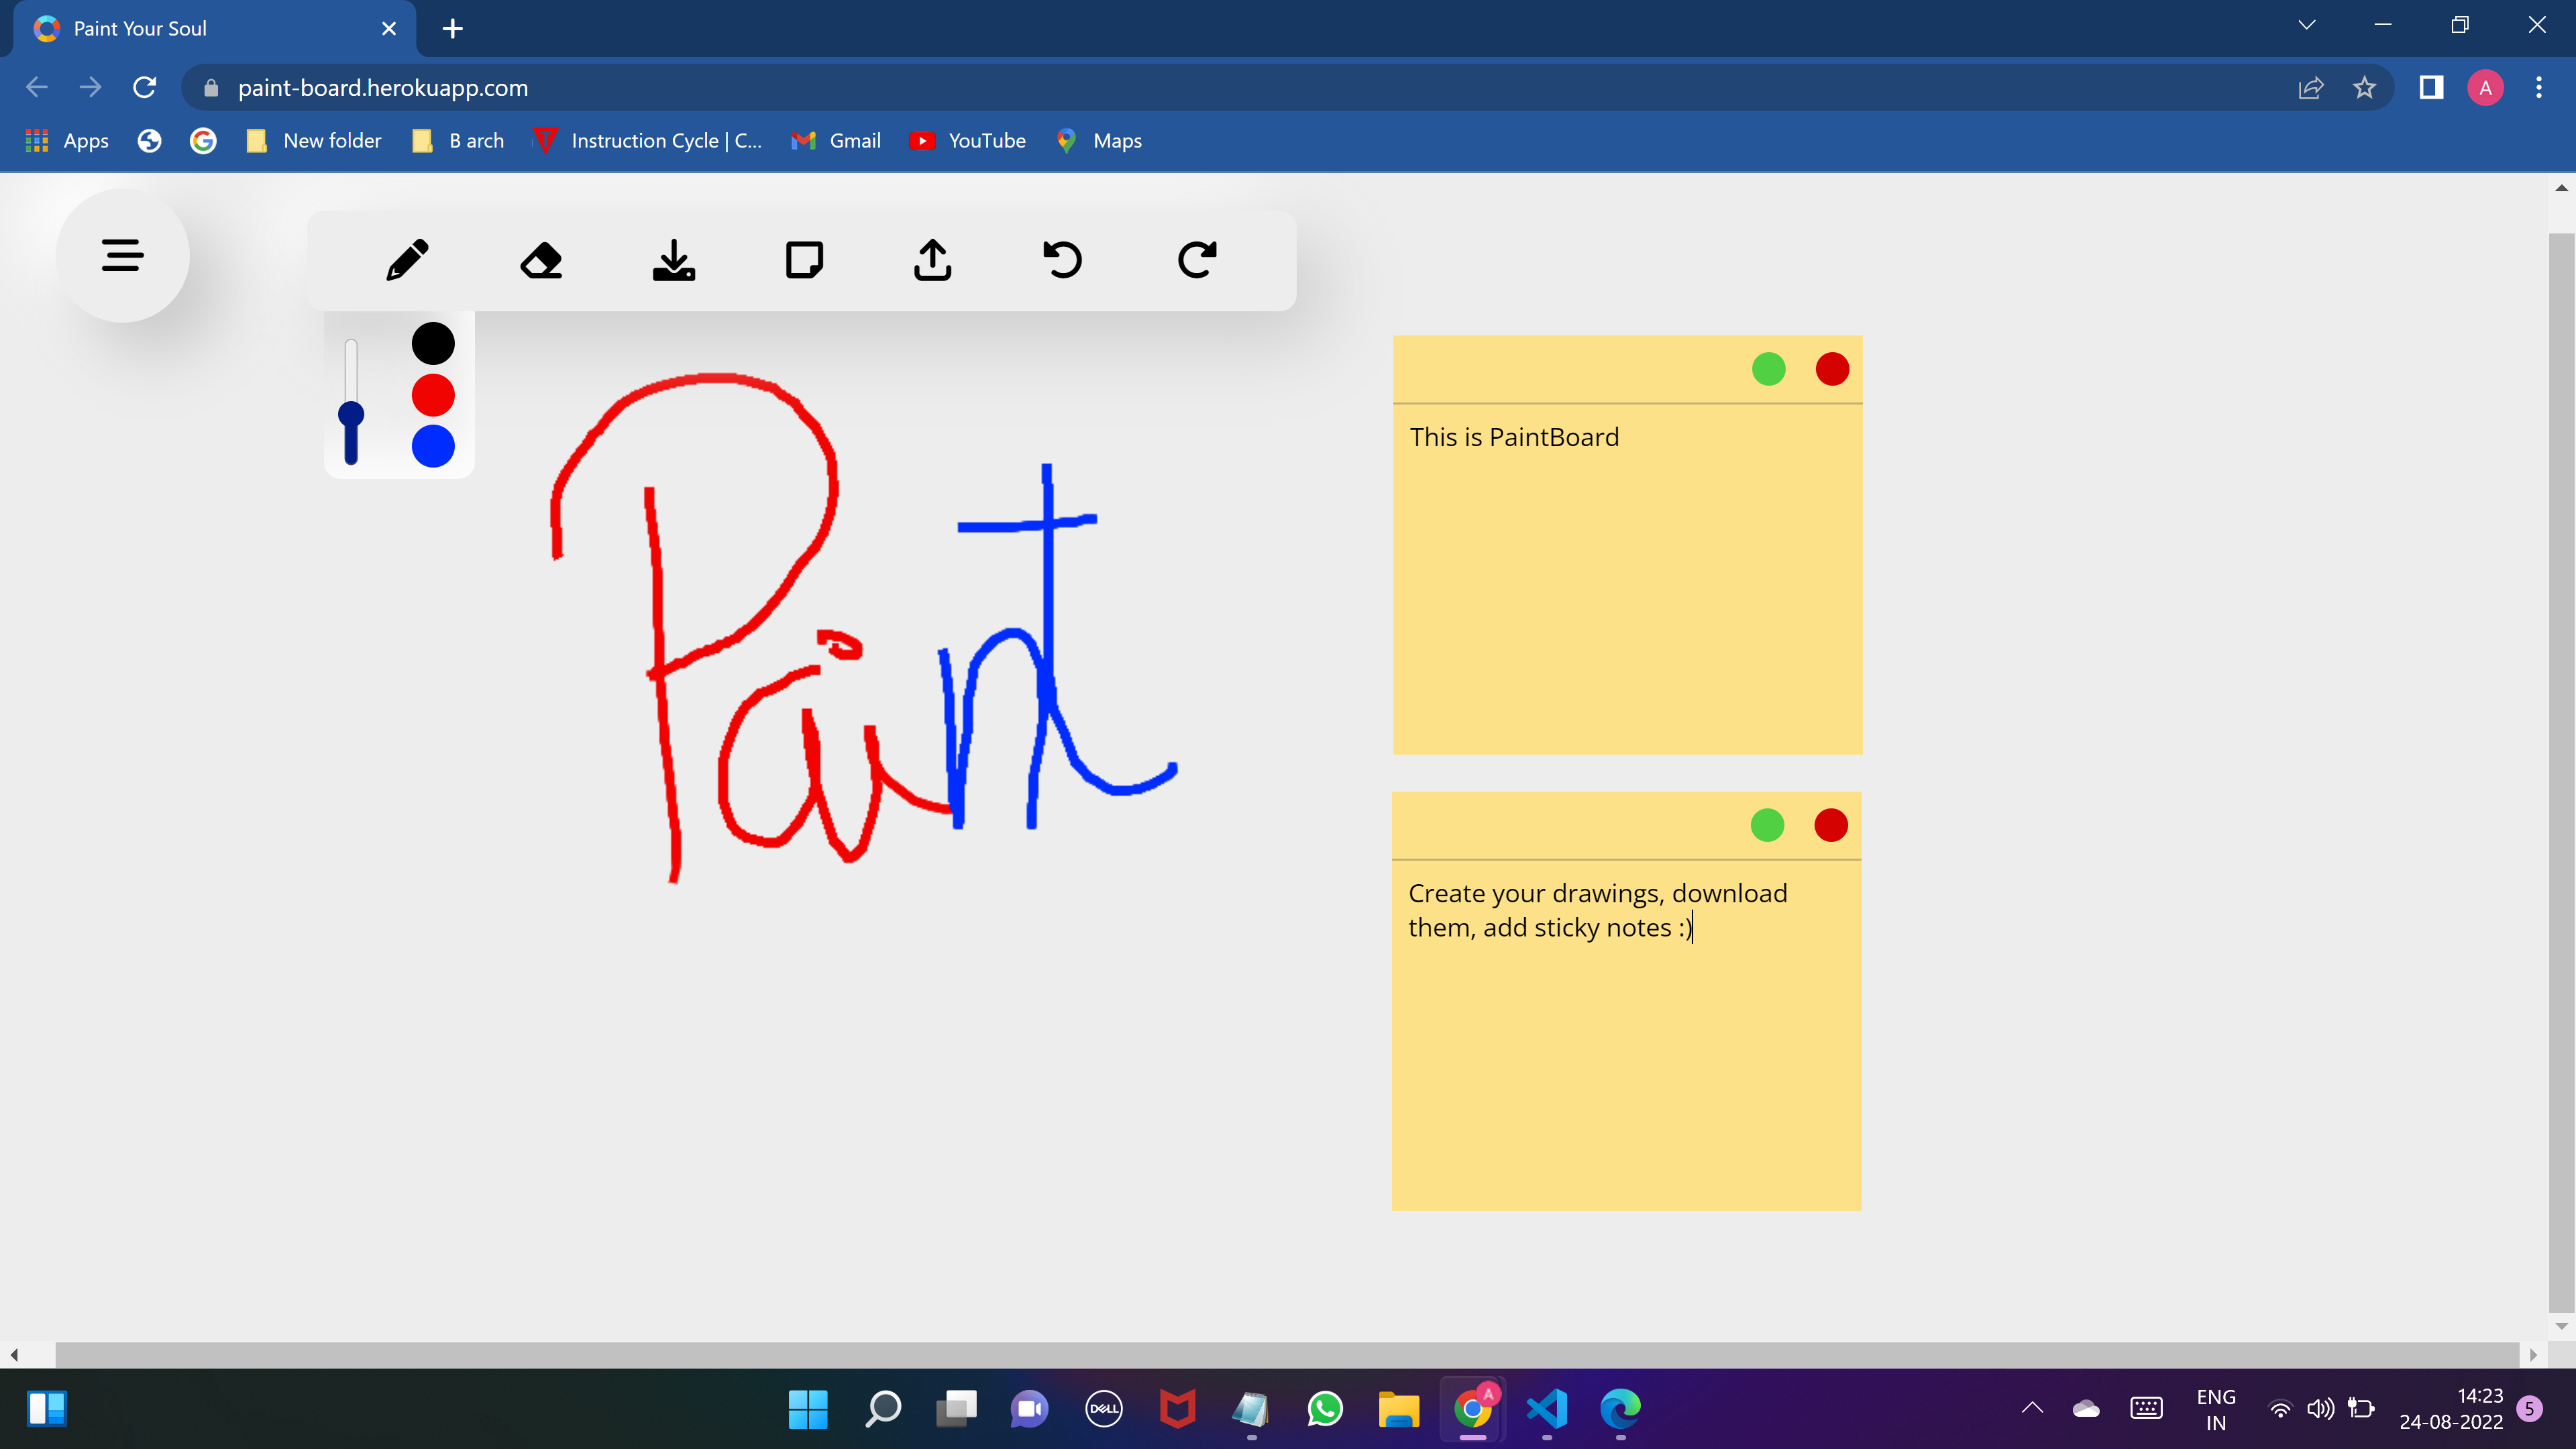 Paint Your Soul
paint-board.herokuapp.com
A
Apps
New folder
B arch
Instruction Cycle | C...
Gmail
YouTube
Maps
Paint
This is PaintBoard
Create your drawings, download
them, add sticky notes :)
DELL
A
ENG
IN
14:23
24-08-2022
5